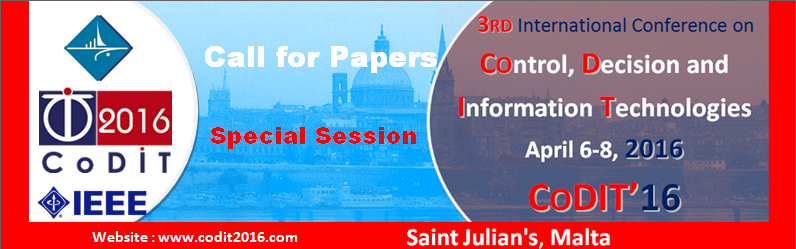 2016
CoDiT
IEEE
Call for Papers
Special Session
3RD International Conference on
COntrol, Decision and
Information Technologies
April 6-8, 2016
CODIT'16
Website : www.codit2016.com
Saint Julian's, Malta